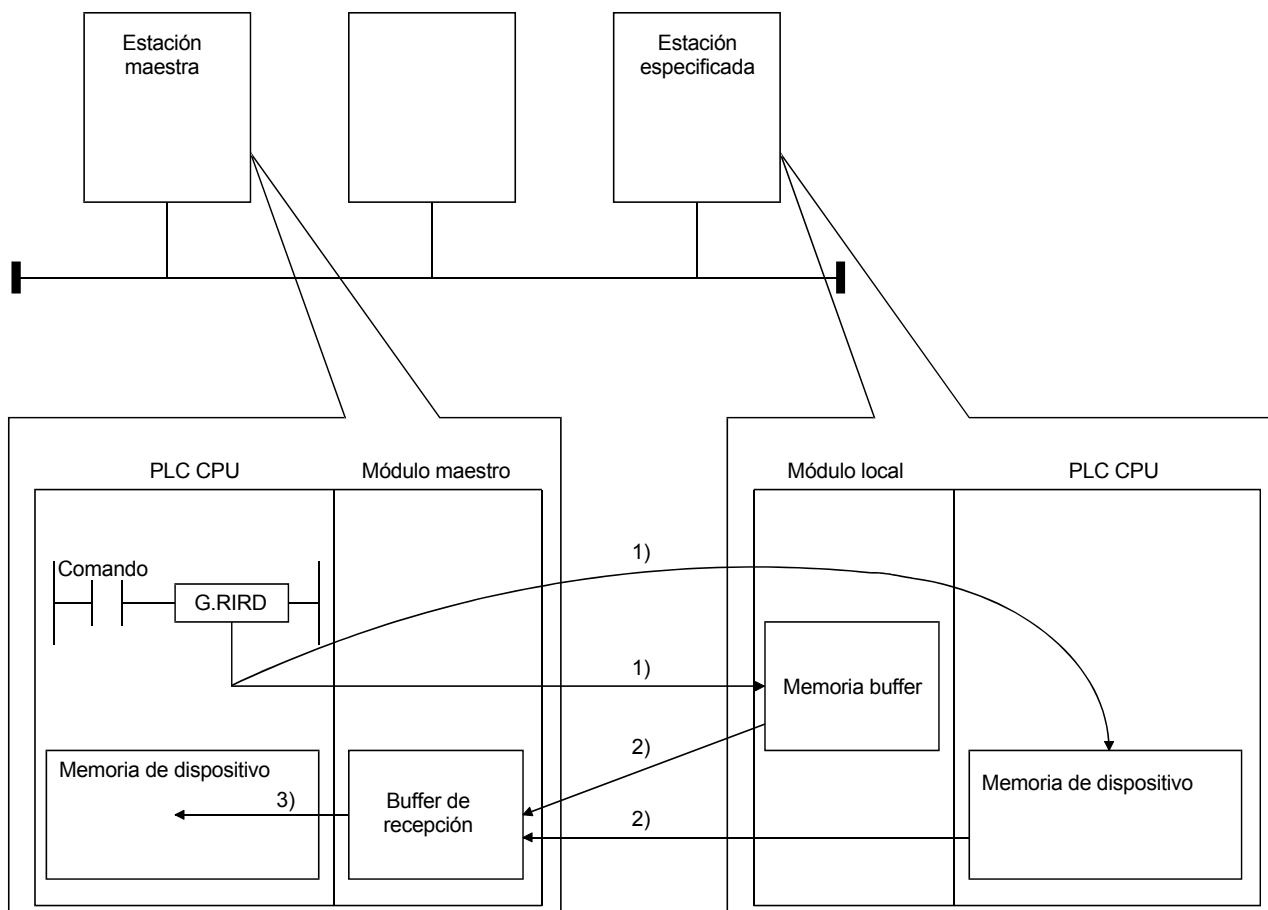 Estación
maestra
Estación
especificada
PLC CPU
Módulo maestro
Módulo local
PLC CPU
1)
Comando
G.RIRD
1)
Memoria buffer
2)
Memoria de dispositivo
3)
Buffer de
recepción
2)
Memoria de dispositivo